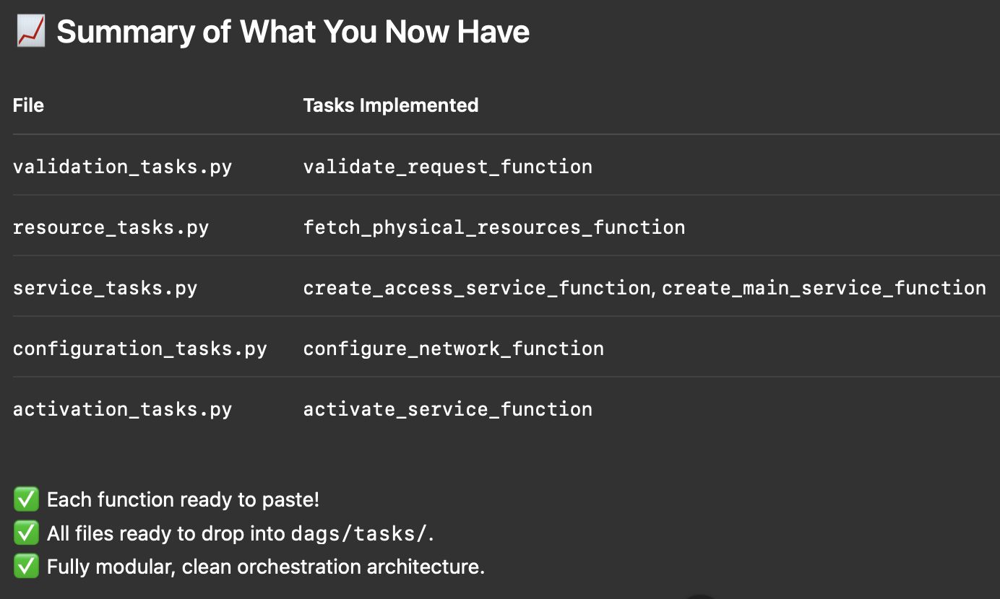 📈 Summary of What You Now Have
File Tasks Implemented
validation_tasks.py validate_request_function
resource_tasks.py fetch_physical_resources_function
service_tasks.py create_access_service_function, create_main_service_function
configuration_tasks.py configure_network_function
activation_tasks.py activate_service_function
✅ Each function ready to paste!
✅ All files ready to drop into dags/tasks/.
✅ Fully modular, clean orchestration architecture.